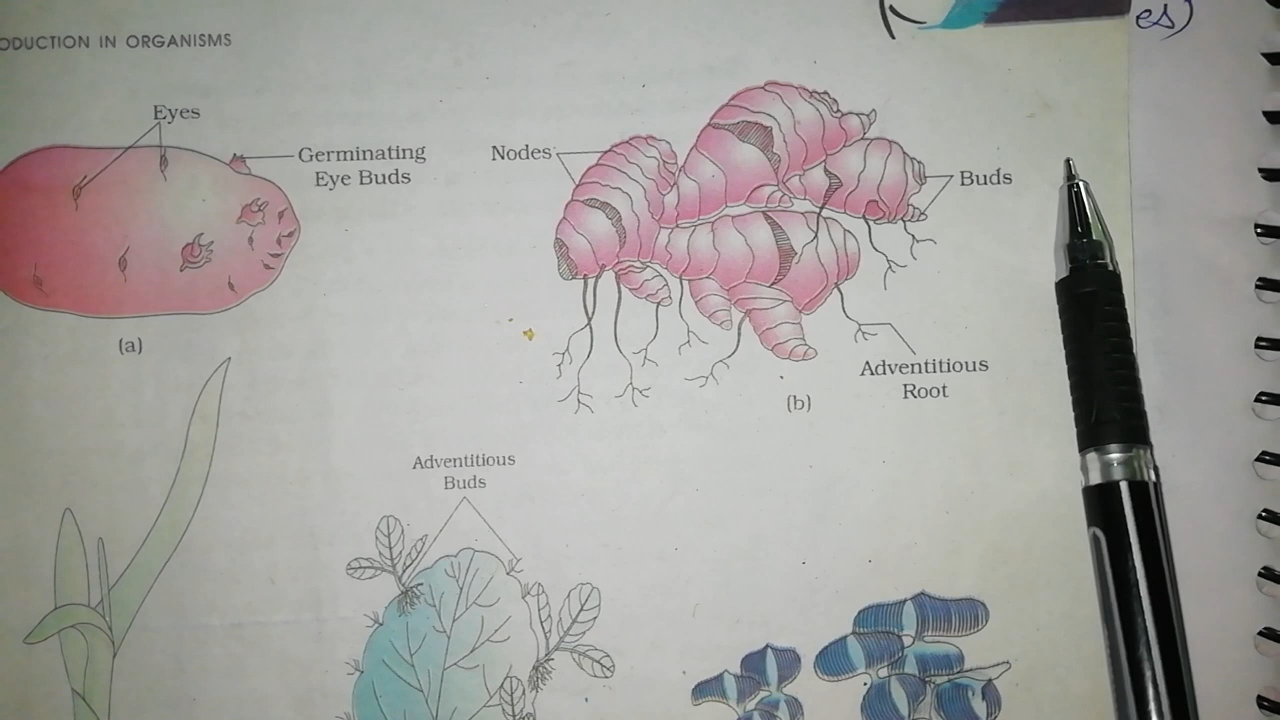 es)
ODUCTION IN ORGANISMS
Eyes
Germinating
Eye Buds
Nodes
Buds
(a)
Adventitious
Root
(b)
Adventitious
Buds